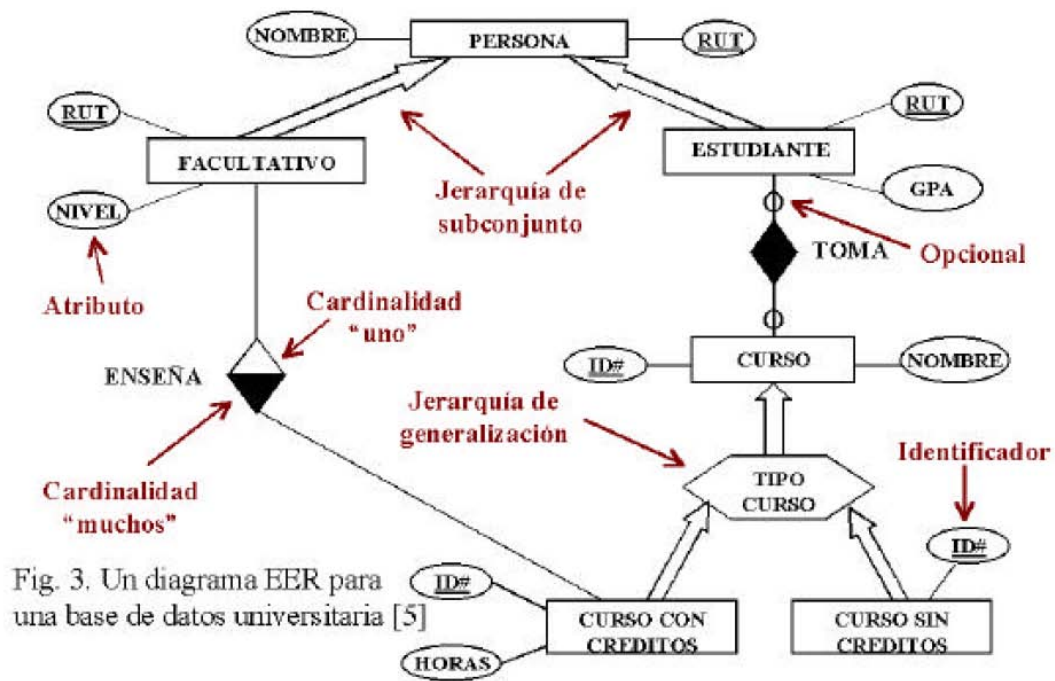 NOMBRE
PERSONA
RUT
RUT
FACULTATIVO
NIVEL
RUT
ESTUDIANTE
GPA
Jerarquía de
subconjunto
Opcional
TOMA
Atributo
Cardinalidad
“uno”
ENSEÑA
Cardinalidad
“muchos”
ID#
CURSO
NOMBRE
Jerarquía de
generalización
TIPO
CURSO
Identificador
ID#
Fig. 3. Un diagrama EER para
una base de datos universitaria [5]
ID#
HORAS
CURSO CON
CREDITOS
CURSO SIN
CREDITOS